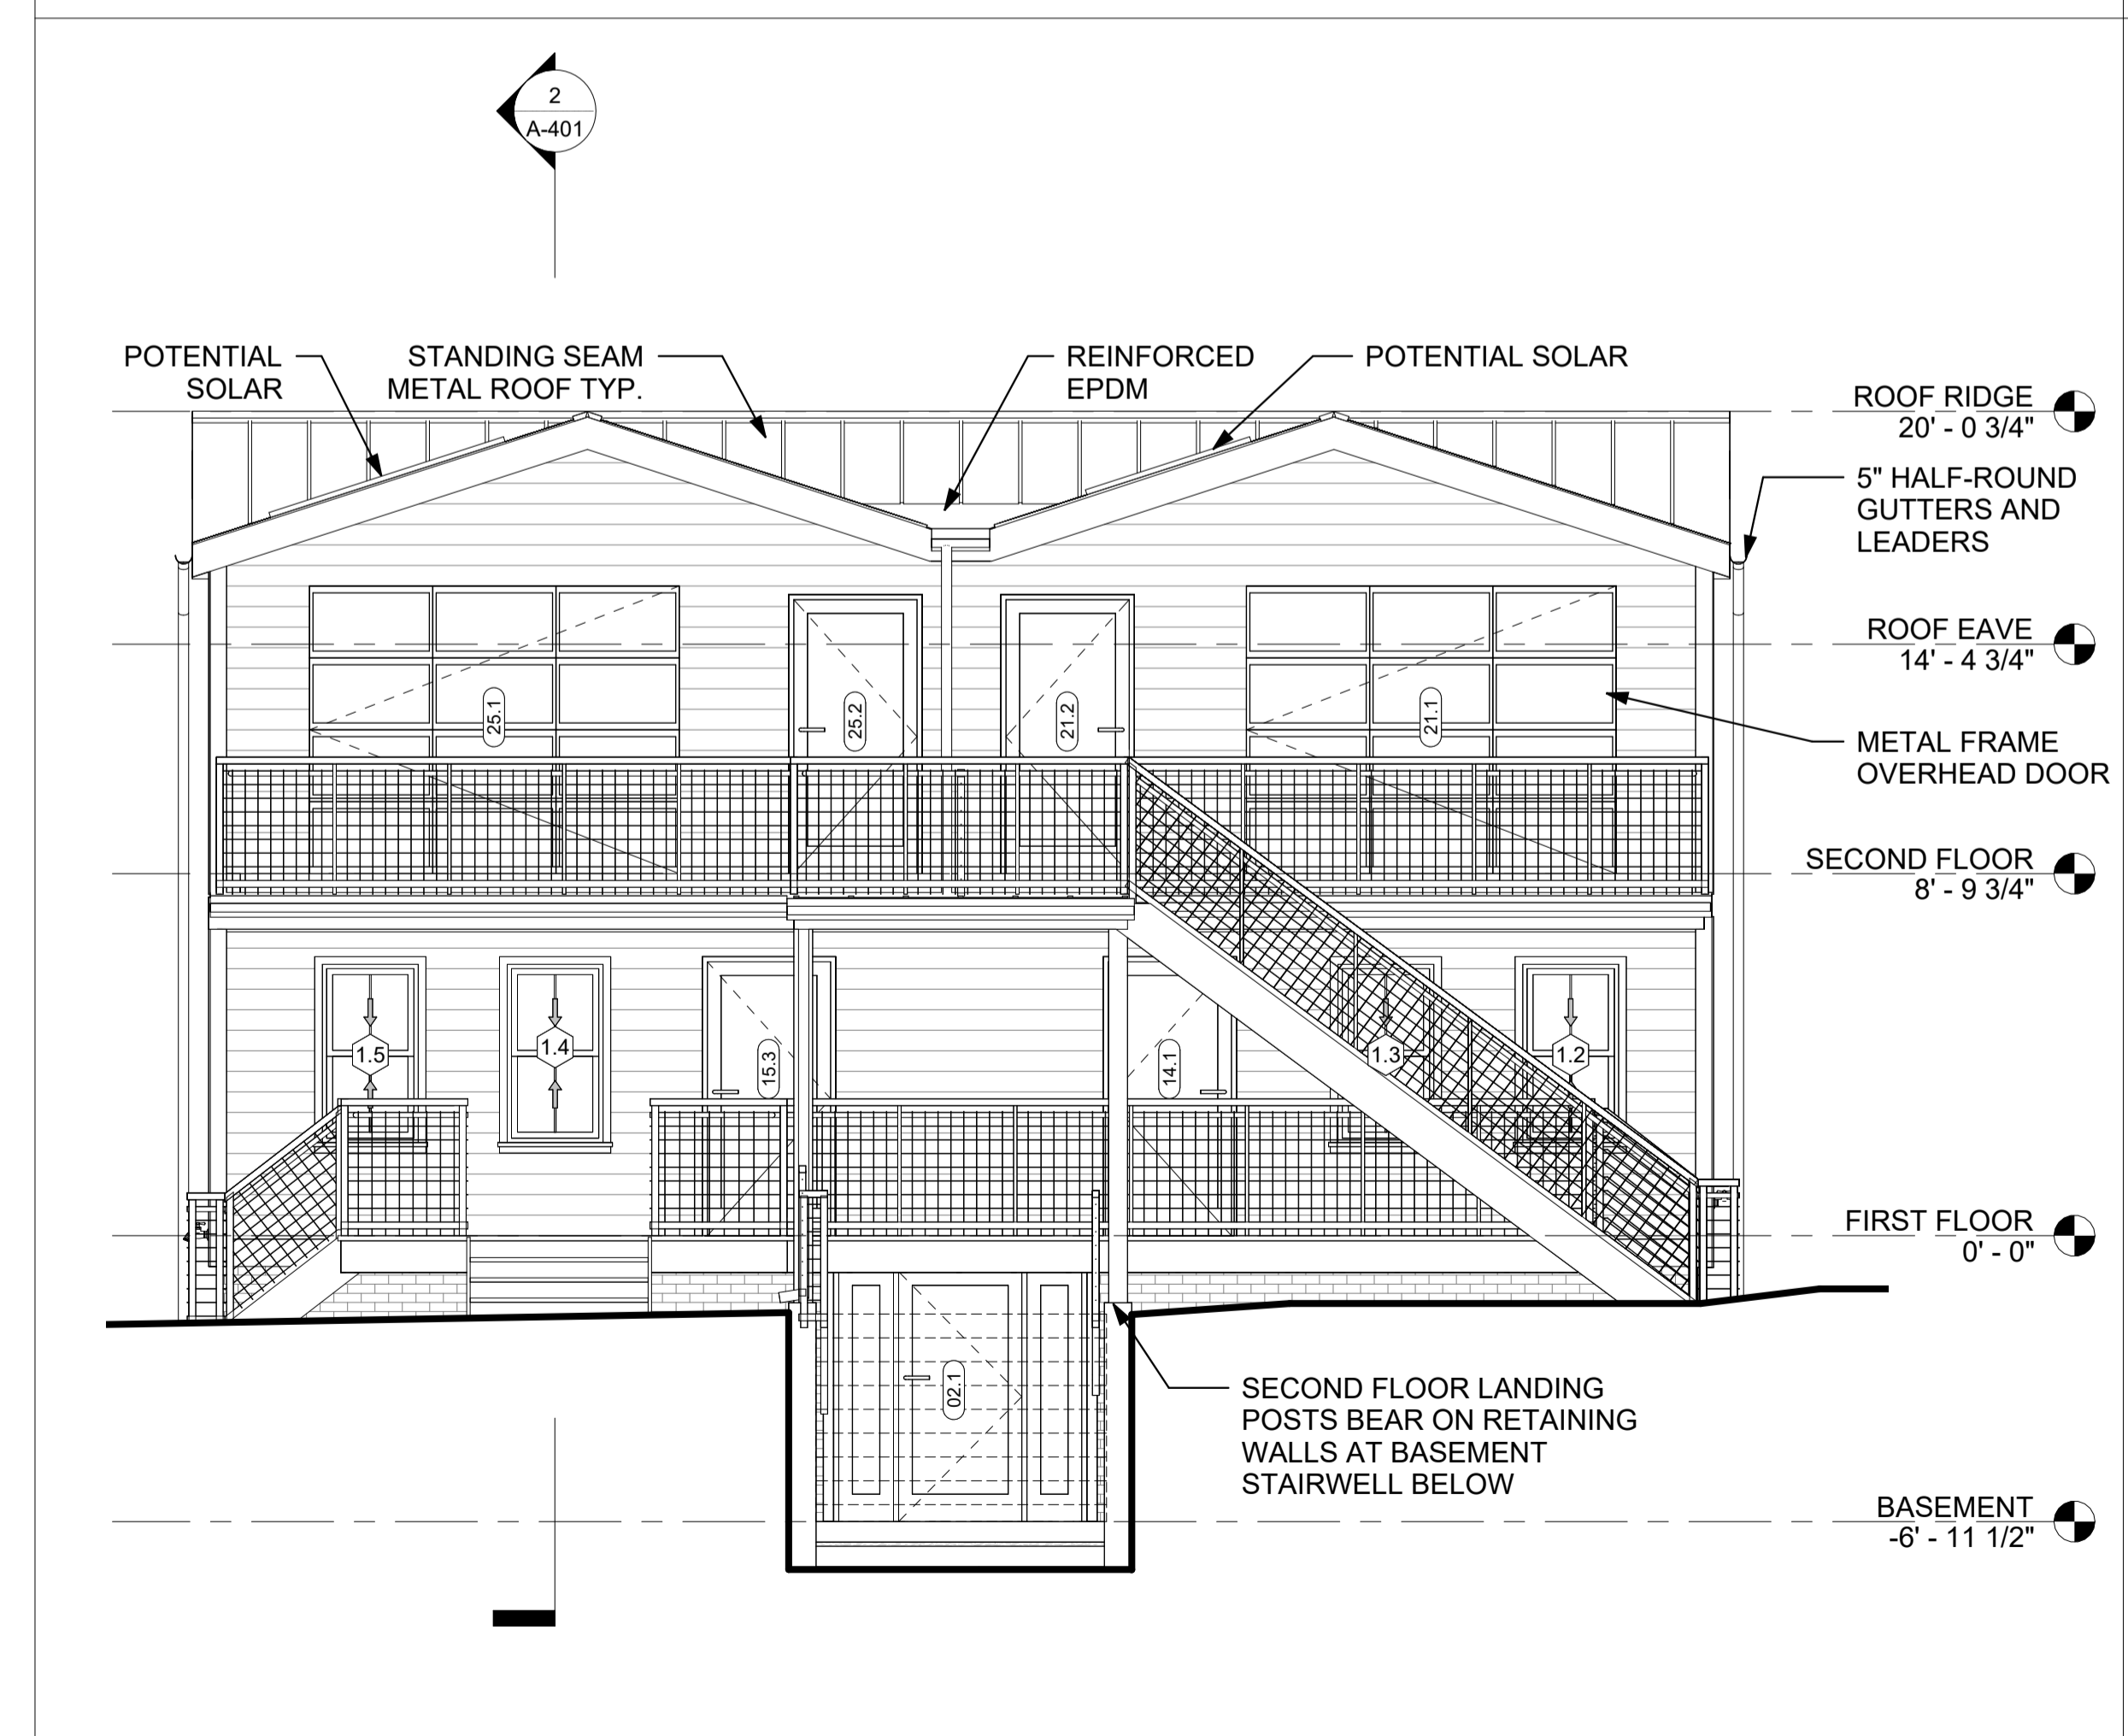 2
A-401
POTENTIAL
SOLAR
STANDING SEAM
METAL ROOF TYP.
REINFORCED
EPDM
POTENTIAL SOLAR
ROOF RIDGE
20' - 0 3/4"
5" HALF-ROUND
GUTTERS AND
LEADERS
ROOF EAVE
14' - 4 3/4"
25.1
25.2
21.2
21.1
METAL FRAME
OVERHEAD DOOR
SECOND FLOOR
8' - 9 3/4"
1.5
1.4
15.3
14.1
1.3
1.2
FIRST FLOOR
0' - 0"
02.1
SECOND FLOOR LANDING
POSTS BEAR ON RETAINING
WALLS AT BASEMENT
STAIRWELL BELOW
BASEMENT
-6' - 11 1/2"